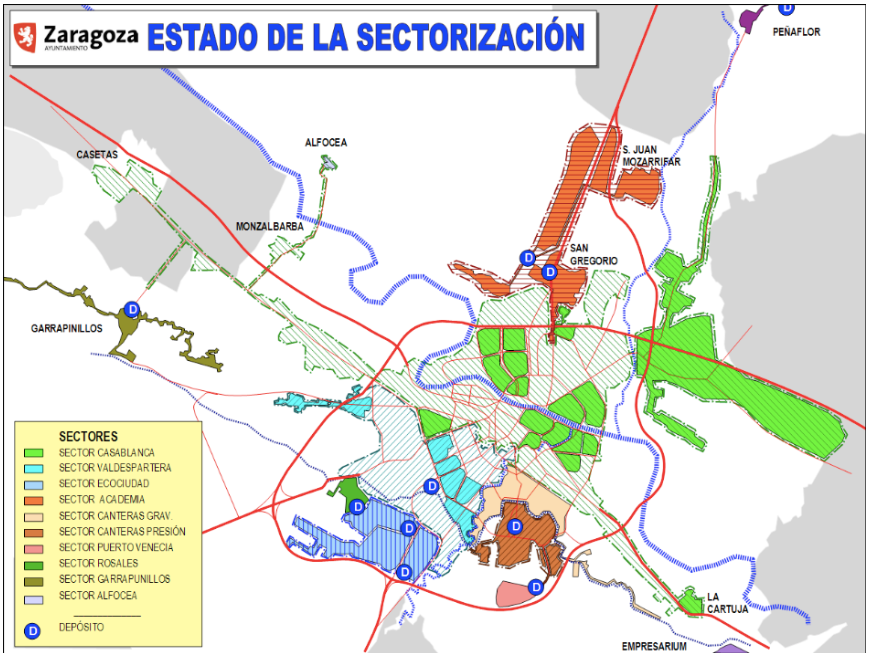 Zaragoza
AYUNTAMIENTO
ESTADO DE LA SECTORIZACIÓN
D
PEÑAFLOR
CASETAS
ALFOCEA
S. JUAN
MOZARRIFAR
MONZALBARBA
SAN
GREGORIO
D
D
D
GARRAPINILLOS
SECTORES
SECTOR CASABLANCA
SECTOR VALDESPARTERA
SECTOR ECOCIUDAD
SECTOR ACADEMIA
SECTOR CANTERAS GRAV.
SECTOR CANTERAS PRESIÓN
SECTOR PUERTO VENECIA
SECTOR ROSALES
SECTOR GARRAPUNILLOS
SECTOR ALFOCEA
D DEPÓSITO
D
D
D
D
D
D
LA
CARTUJA
EMPRESARIUM